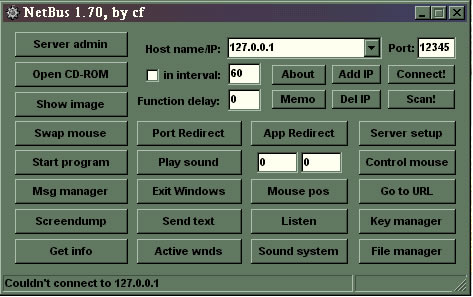 NetBus 1.70, by cf
Server admin
Host name/IP: 127.0.0.1 Port: 12345
Open CD-ROM
in interval: 60 About Add IP Connect!
Show image
Function delay: 0 Memo Del IP Scan!
Swap mouse Port Redirect App Redirect Server setup
Start program Play sound 0 0 Control mouse
Msg manager Exit Windows Mouse pos Go to URL
Screendump Send text Listen Key manager
Get info Active wnds Sound system File manager
Couldn't connect to 127.0.0.1